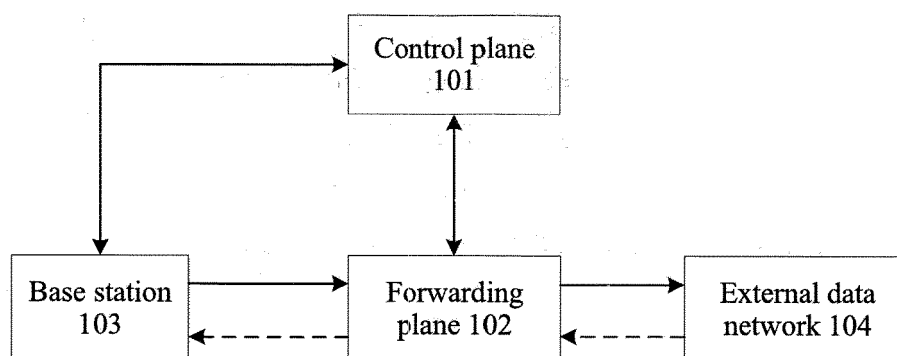 Control plane
101
Base station
103
Forwarding
plane 102
External data
network 104